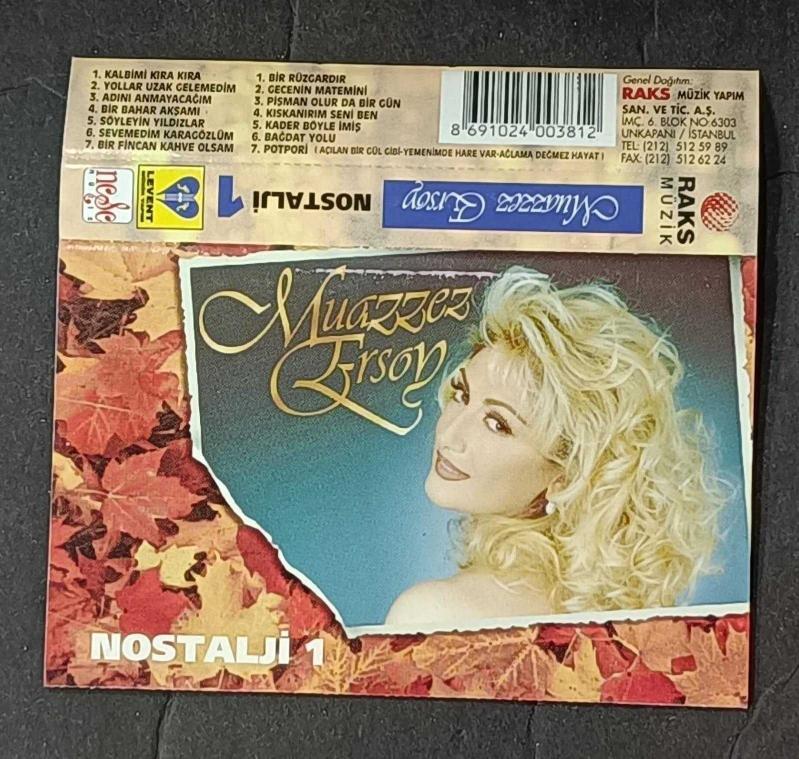 1. KALBİMİ KIRA KIRA
2. YOLLAR UZAK GELEMEDİM
3. ADINI ANMAYACAĞIM
4. BİR BAHAR AKŞAMI
5. SÖYLEYİN YILDIZLAR
6. SEVEMEDİM KARAGÖZLÜM
7. BİR FİNCAN KAHVE OLSAM
1. BİR RÜZGARDIR
2. GECENİN MATEMİNİ
3. PİŞMAN OLUR DA BİR GÜN
4. KISKANIRIM SENİ BEN
5. KADER BÖYLE İMİŞ
6. BAĞDAT YOLU
7. POTPORİ (AÇILAN BİR GÜL GİBİ-YEMENİMDE HARE VAR-AĞLAMA DEĞMEZ HAYAT)
8 691024 003812
Genel Dağıtım:
RAKS MÜZİK YAPIM
SAN. VE TİC. A.Ş.
İMÇ. 6. BLOK NO:6303
UNKAPANI / İSTANBUL
TEL: (212) 512 59 89
FAX: (212) 512 62 24
neşe
MÜZİK
LEVENT
NOSTALJİ 1
Muazzez Ersoy
RAKS
MÜZİK
Muazzez
Ersoy
NOSTALJİ 1